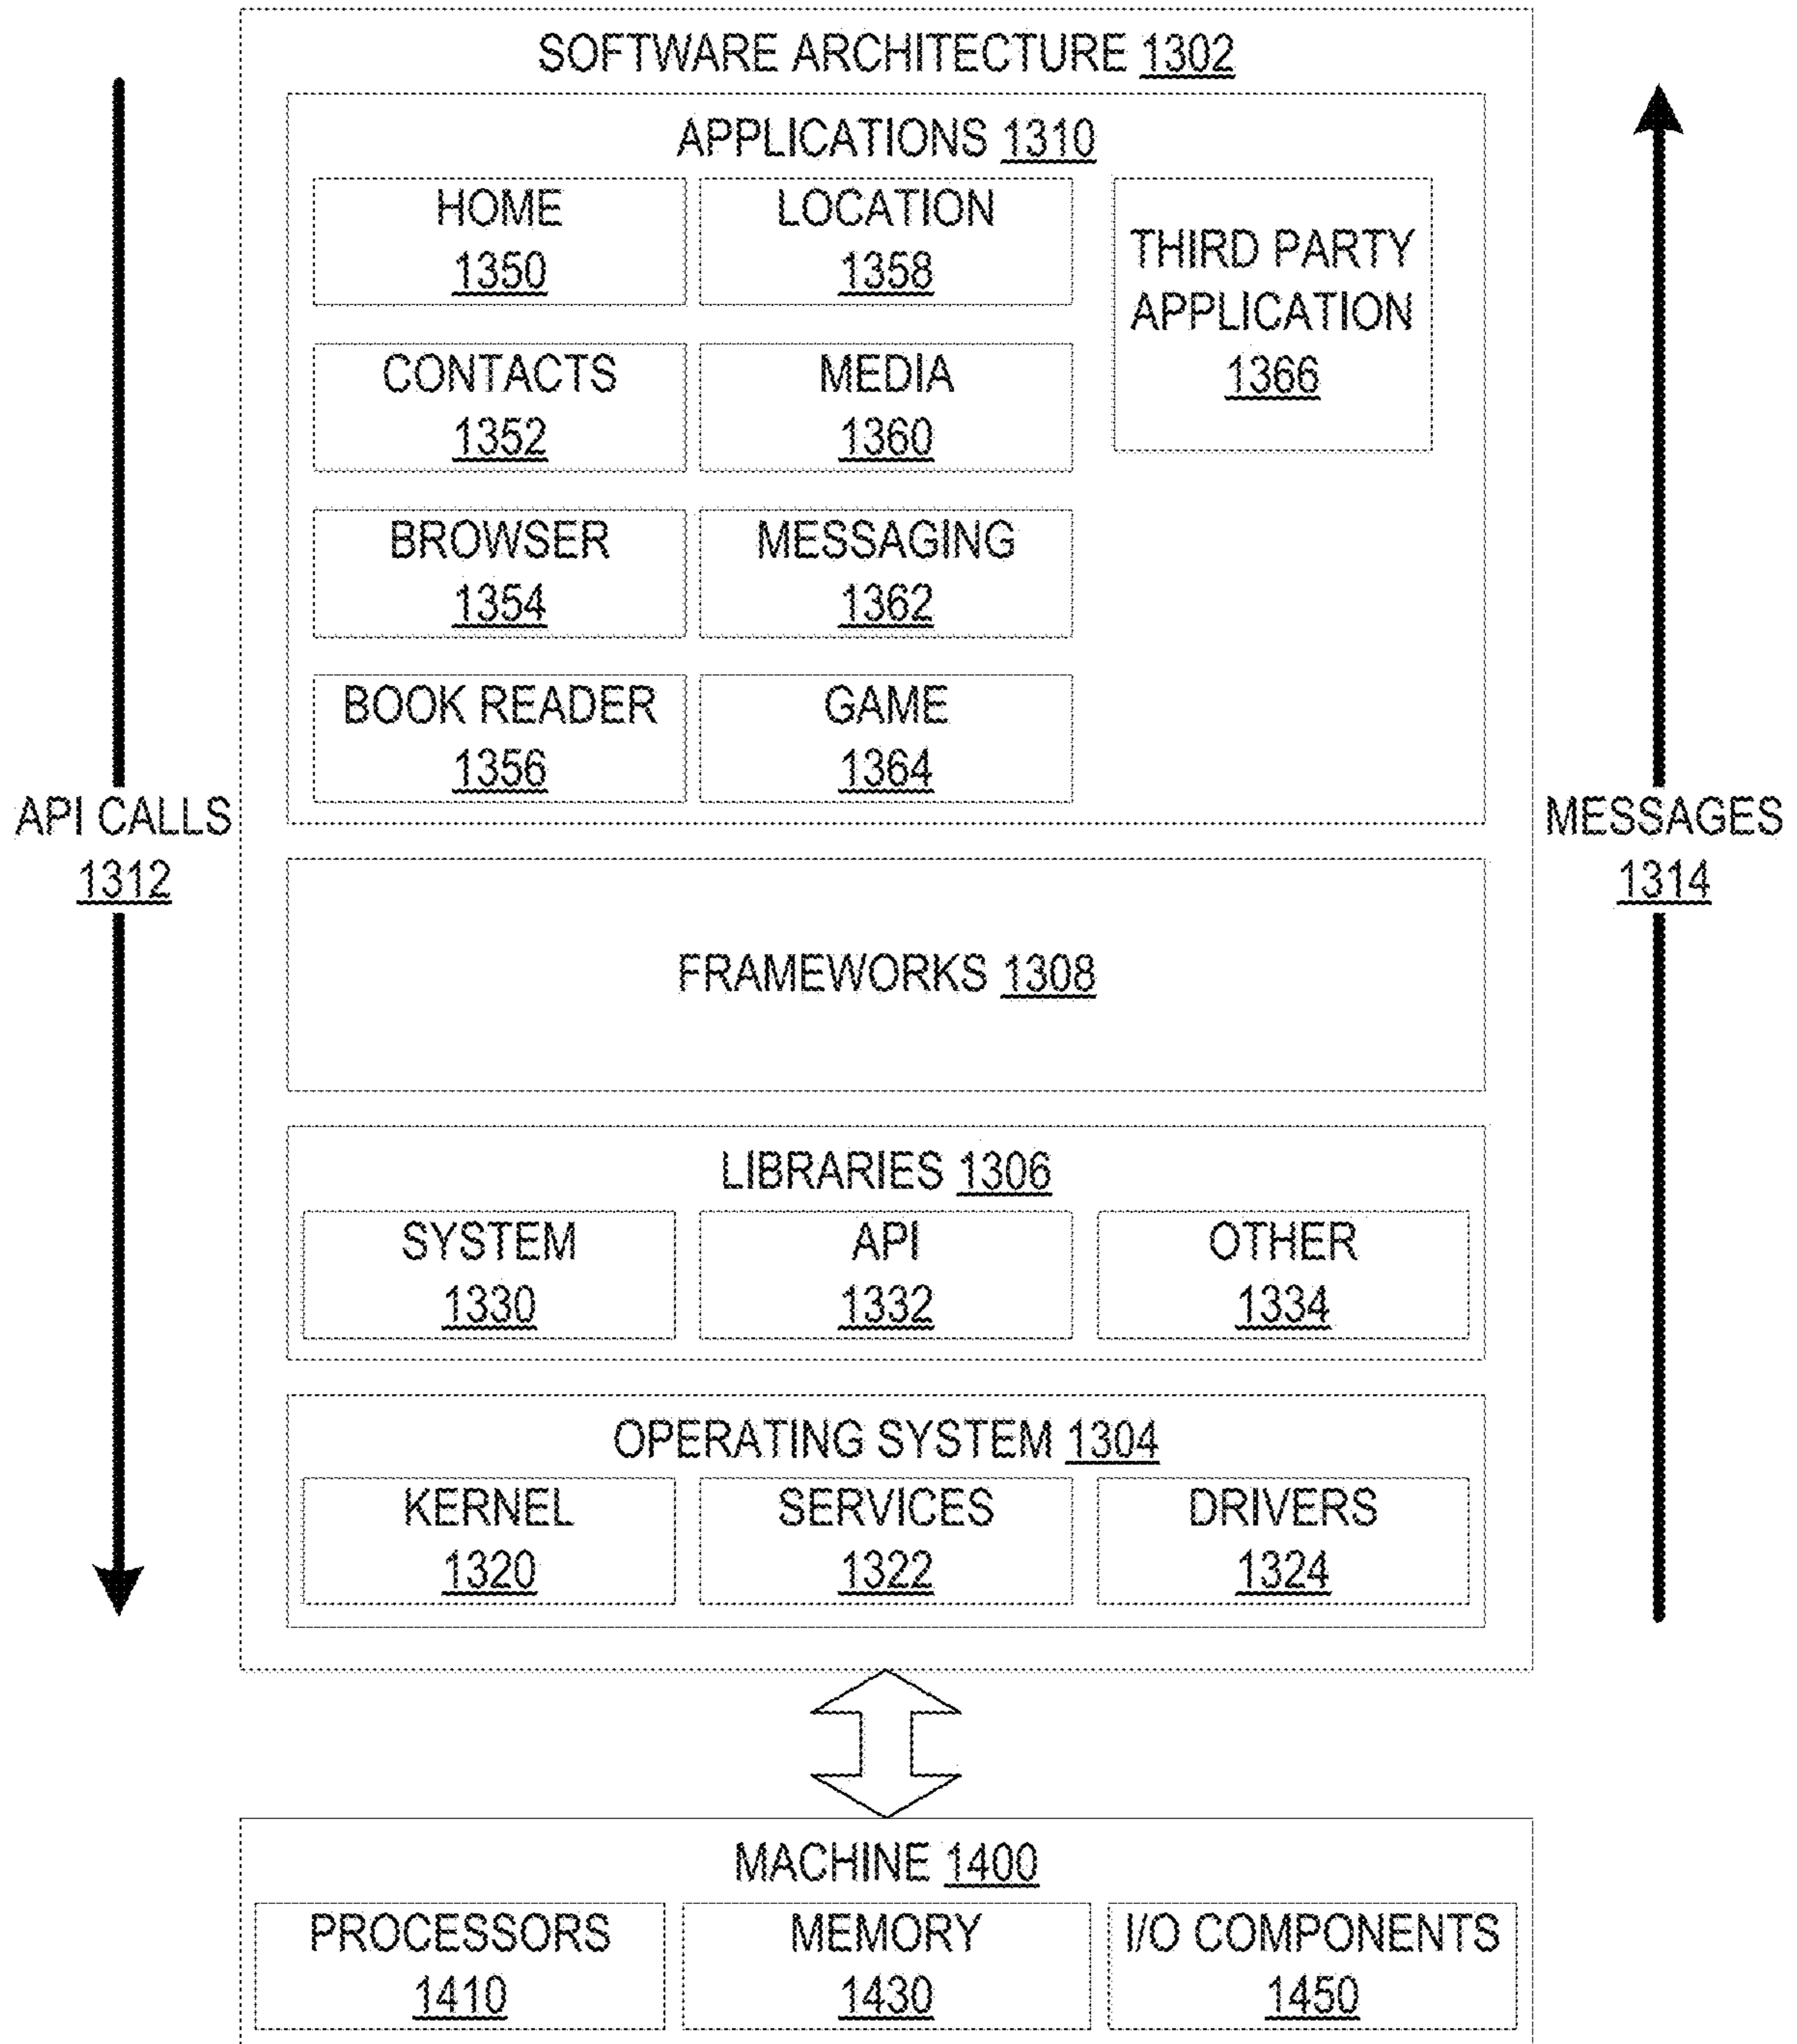 SOFTWARE ARCHITECTURE 1302
APPLICATIONS 1310
HOME
1350
LOCATION
1358
THIRD PARTY
APPLICATION
1366
CONTACTS
1352
MEDIA
1360
BROWSER
1354
MESSAGING
1362
BOOK READER
1356
GAME
1364
API CALLS
1312
MESSAGES
1314
FRAMEWORKS 1308
LIBRARIES 1306
SYSTEM
1330
API
1332
OTHER
1334
OPERATING SYSTEM 1304
KERNEL
1320
SERVICES
1322
DRIVERS
1324
MACHINE 1400
PROCESSORS
1410
MEMORY
1430
I/O COMPONENTS
1450